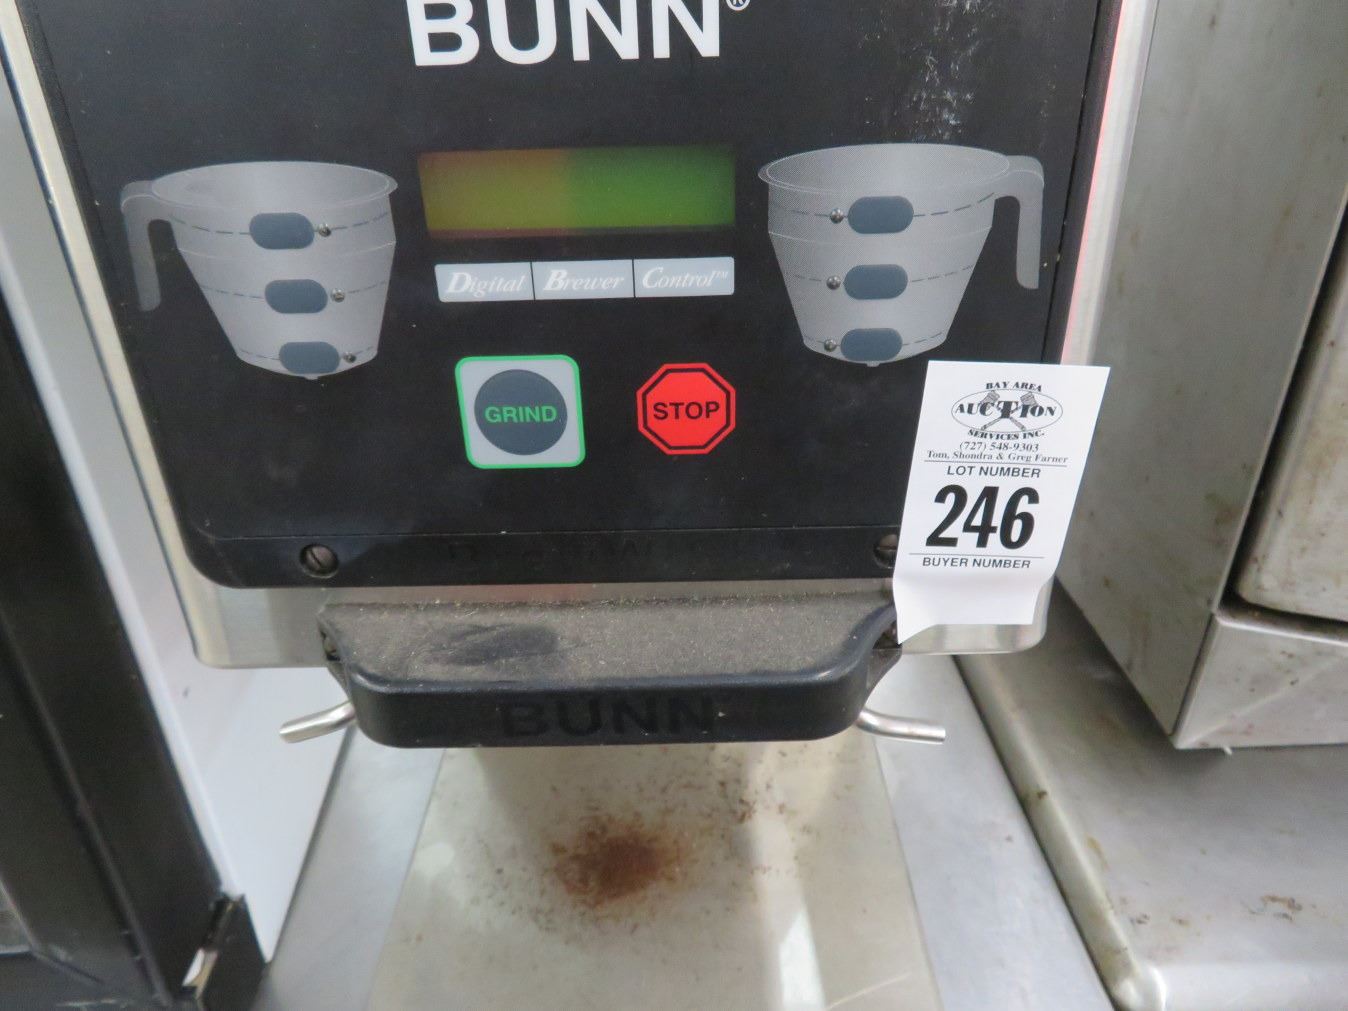 BUNN®
Digital Brewer Control™
GRIND
STOP
BAY AREA
AUCTION
SERVICES INC.
(727) 548-9303
Tom, Shondra & Greg Farner
LOT NUMBER
246
BUYER NUMBER
BUNN